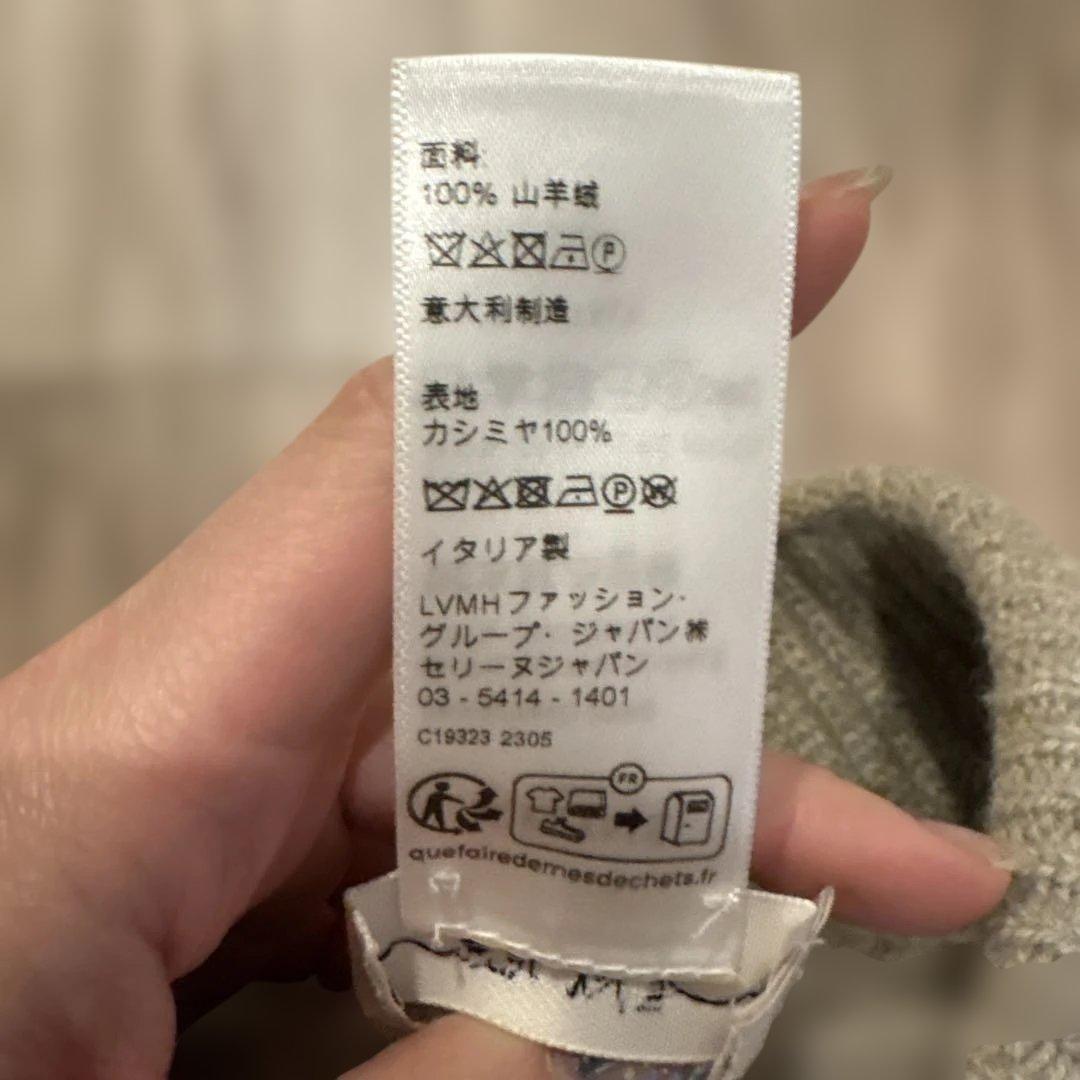 面料
100% 山羊绒
P
意大利制造
表地
カシミヤ100%
P W
イタリア製
LVMHファッション・
グループ・ジャパン㈱
セリーヌジャパン
03 - 5414 - 1401
C19323 2305
FR
quefairedemesdechets.fr